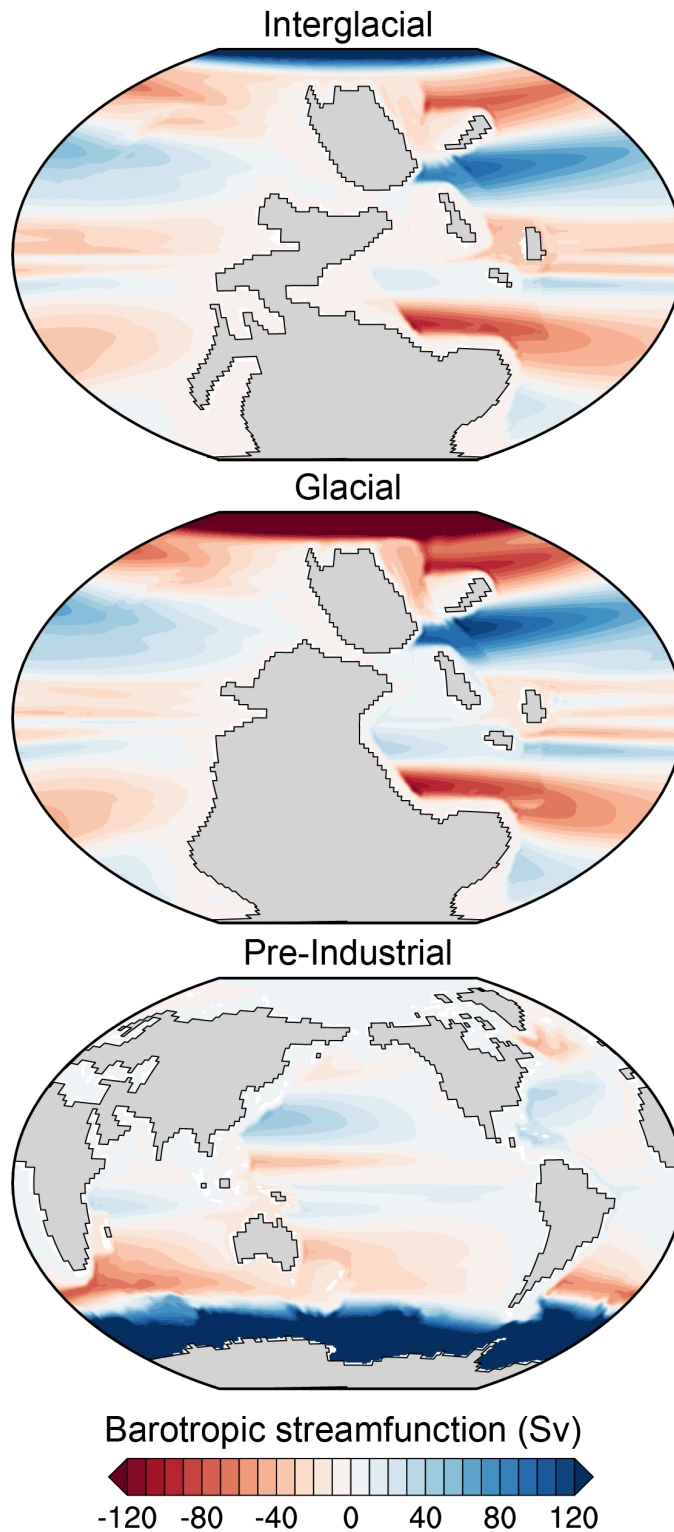 Interglacial
Glacial
Pre-Industrial
Barotropic streamfunction (Sv)
-120 -80 -40 0 40 80 120